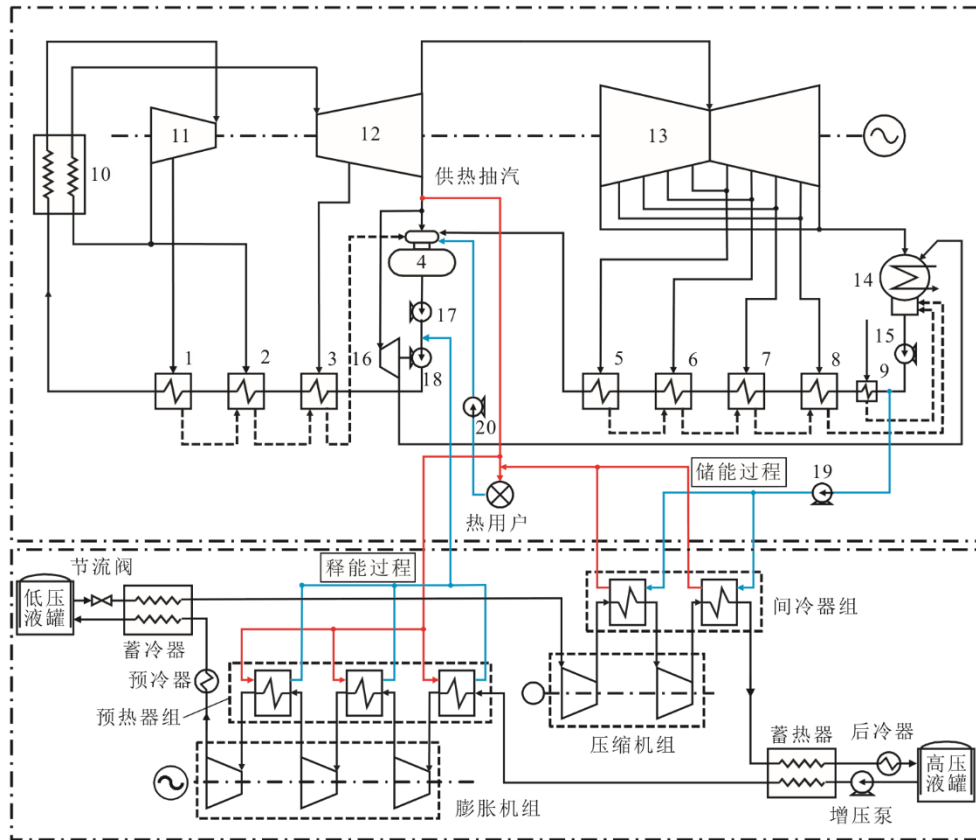 11
12
13
10
供热抽汽
4
14
17
15
1
2
3
16
18
5
6
7
8
9
20
储能过程
19
热用户
节流阀
释能过程
低压
液罐
间冷器组
蓄冷器
预冷器
预热器组
压缩机组
蓄热器
后冷器
高压
液罐
膨胀机组
增压泵